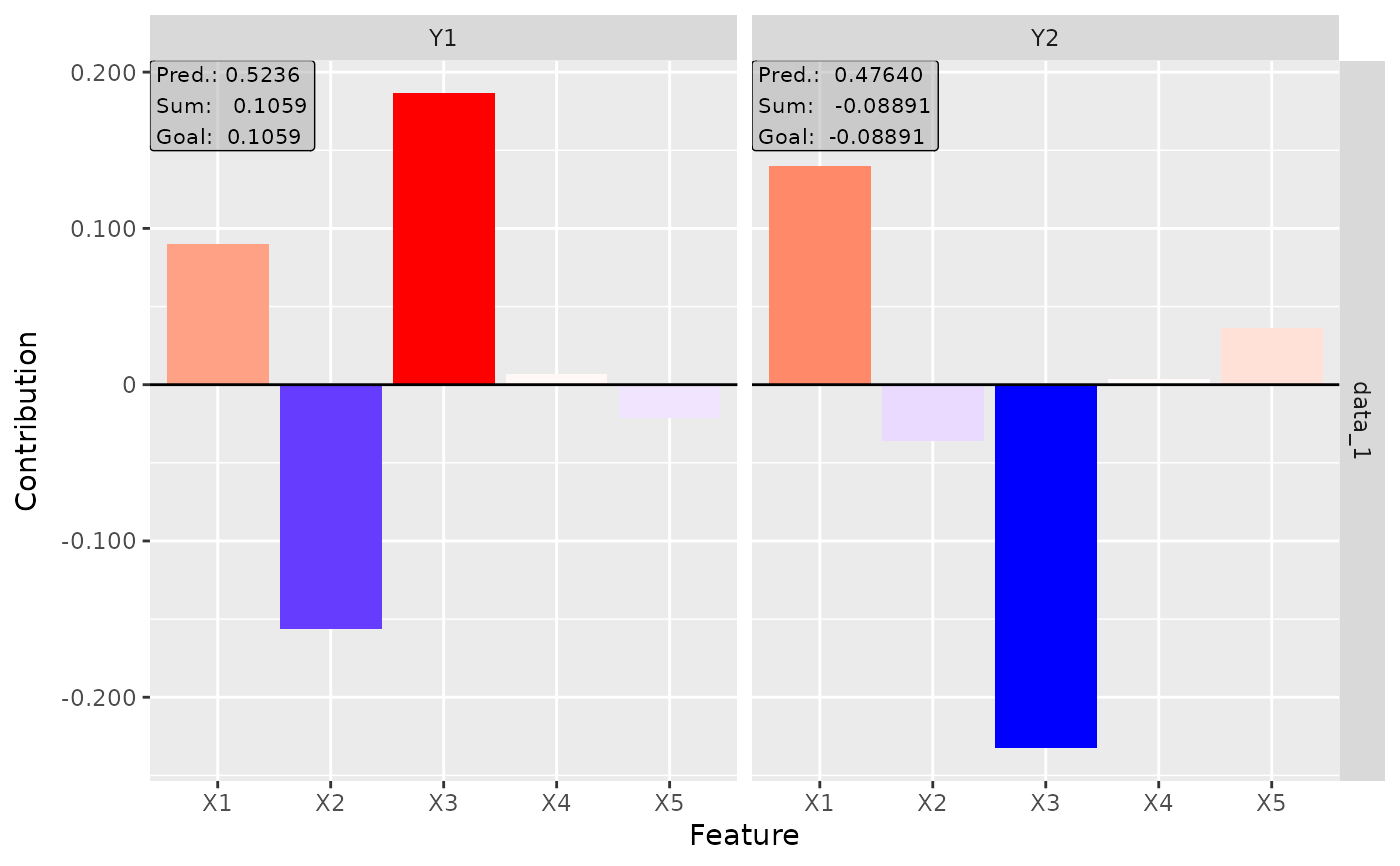 Y1
Y2
Pred.: 0.5236
Sum: 0.1059
Goal: 0.1059
Pred.: 0.47640
Sum: -0.08891
Goal: -0.08891
0.200
0.100
0
-0.100
-0.200
Contribution
data_1
X1 X2 X3 X4 X5
X1 X2 X3 X4 X5
Feature